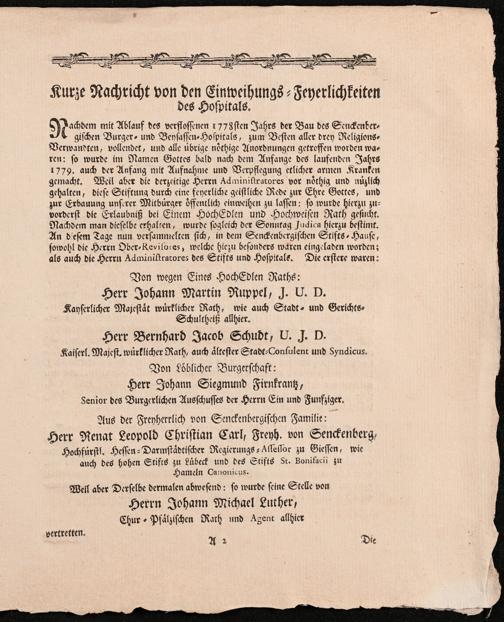 Kurze Nachricht von den Einweihungs-Feyerlichkeiten
des Hospitals.
Nachdem mit Ablauf des verflossenen 1778sten Jahrs der Bau des Senckenber-
gischen Burger- und Beysassen-Hospitals, zum Besten aller drey Religions-
Verwandten, vollendet, und alle übrige nöthige Anordnungen getroffen worden wa-
ren: so wurde im Namen Gottes bald nach dem Anfange des laufenden Jahrs
1779. auch der Anfang mit Aufnahme und Verpflegung etlicher armen Kranken
gemacht. Weil aber die derzeitige Herrn Administratores vor nöthig und nüzlich
gehalten, diese Stiftung durch eine feyerliche geistliche Rede zur Ehre Gottes, und
zur Erbauung unserer Mitbürger öffentlich einweihen zu lassen: so wurde hierzu zu-
vorderst die Erlaubniß bey Einem HochEdlen und Hochweisen Rath gesucht.
Nachdem man dieselbe erhalten, wurde sogleich der Sonntag Judica hierzu bestimt.
An diesem Tage nun versammelten sich, in dem Senckenbergischen Stifts-Hause,
sowohl die Herrn Ober-Revisores, welche hiezu besonders waren eingeladen worden;
als auch die Herrn Administratores des Stifts und Hospitals. Die erstere waren:
Von wegen Eines HochEdlen Raths:
Herr Johann Martin Ruppel, J. U. D.
Kayserlicher Majestät würklicher Rath, wie auch Stadt- und Gerichts-
Schultheiß allhier.
Herr Bernhard Jacob Schudt, U. J. D.
Kaiserl. Majest. würklicher Rath, auch ältester Stadt-Consulent und Syndicus.
Von Löblicher Burgerschaft:
Herr Johann Siegmund Firnkrantz,
Senior des Burgerlichen Ausschusses der Herrn Ein und Funfziger.
Aus der Freyherrlich von Senckenbergischen Familie:
Herr Renat Leopold Christian Carl, Freyh. von Senckenberg,
Hochfürstl. Hessen-Darmstädtischer Regierungs-Assessor zu Giessen, wie
auch des hohen Stifts zu Lübeck und des Stifts St. Bonifacii zu
Hameln Canonicus.
Weil aber Derselbe dermalen abwesend: so wurde seine Stelle von
Herrn Johann Michael Luther,
Chur-Pfälzischen Rath und Agent allhier
vertretten.
A 2
Die